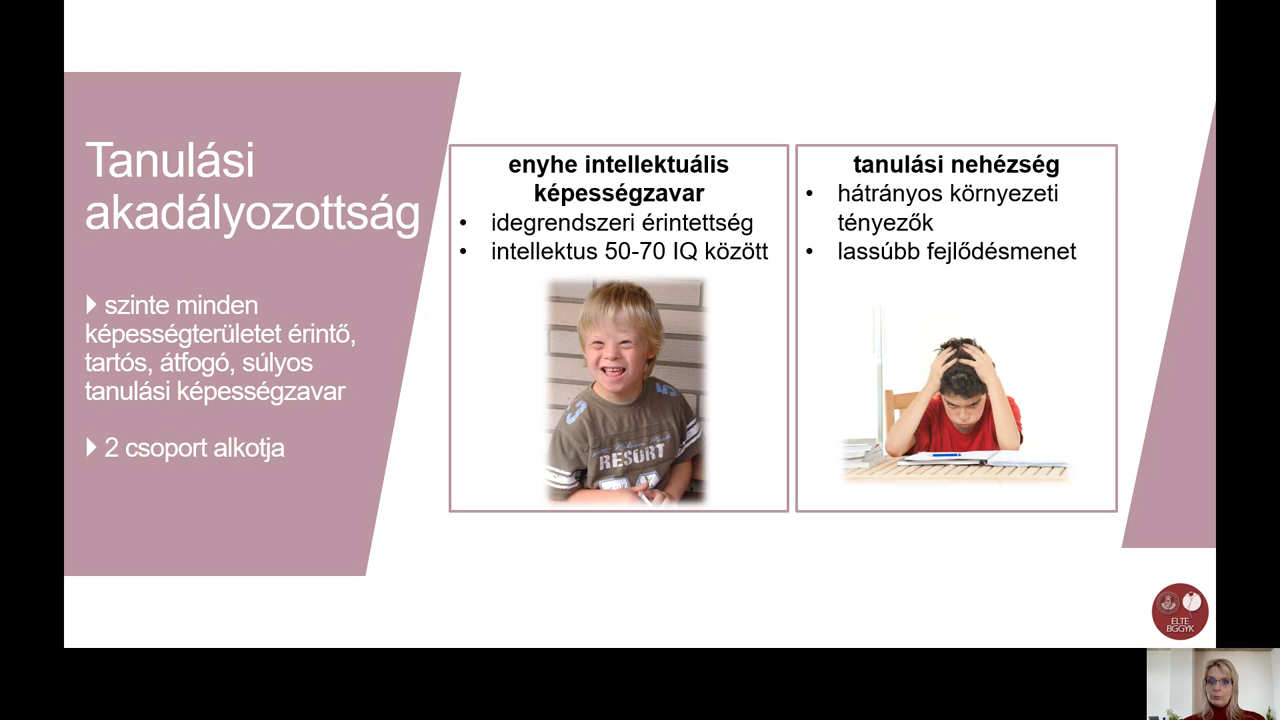 Tanulási
akadályozottság
szinte minden
képességterületet érintő,
tartós, átfogó, súlyos
tanulási képességzavar
2 csoport alkotja
enyhe intellektuális
képességzavar
• idegrendszeri érintettség
• intellektus 50-70 IQ között
RESORT
tanulási nehézség
• hátrányos környezeti
tényezők
• lassúbb fejlődésmenet
ELTE
BGGYK